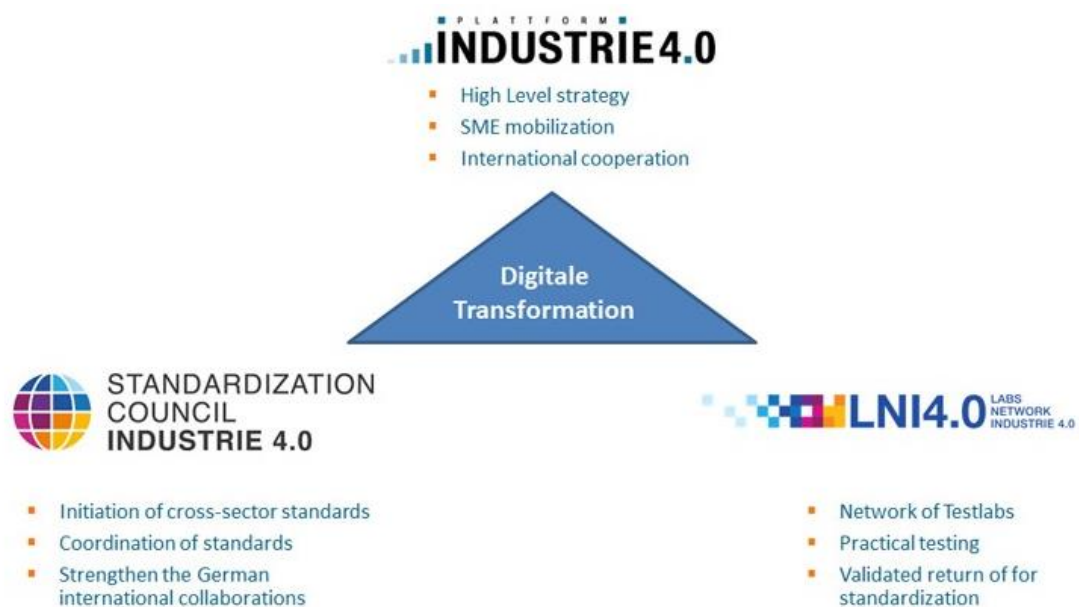 PLATTFORM
INDUSTRIE4.0
High Level strategy
SME mobilization
International cooperation
Digitale
Transformation
STANDARDIZATION
COUNCIL
INDUSTRIE 4.0
Initiation of cross-sector standards
Coordination of standards
Strengthen the German
international collaborations
LNI4.0
LABS
NETWORK
INDUSTRIE 4.0
Network of Testlabs
Practical testing
Validated return of for
standardization